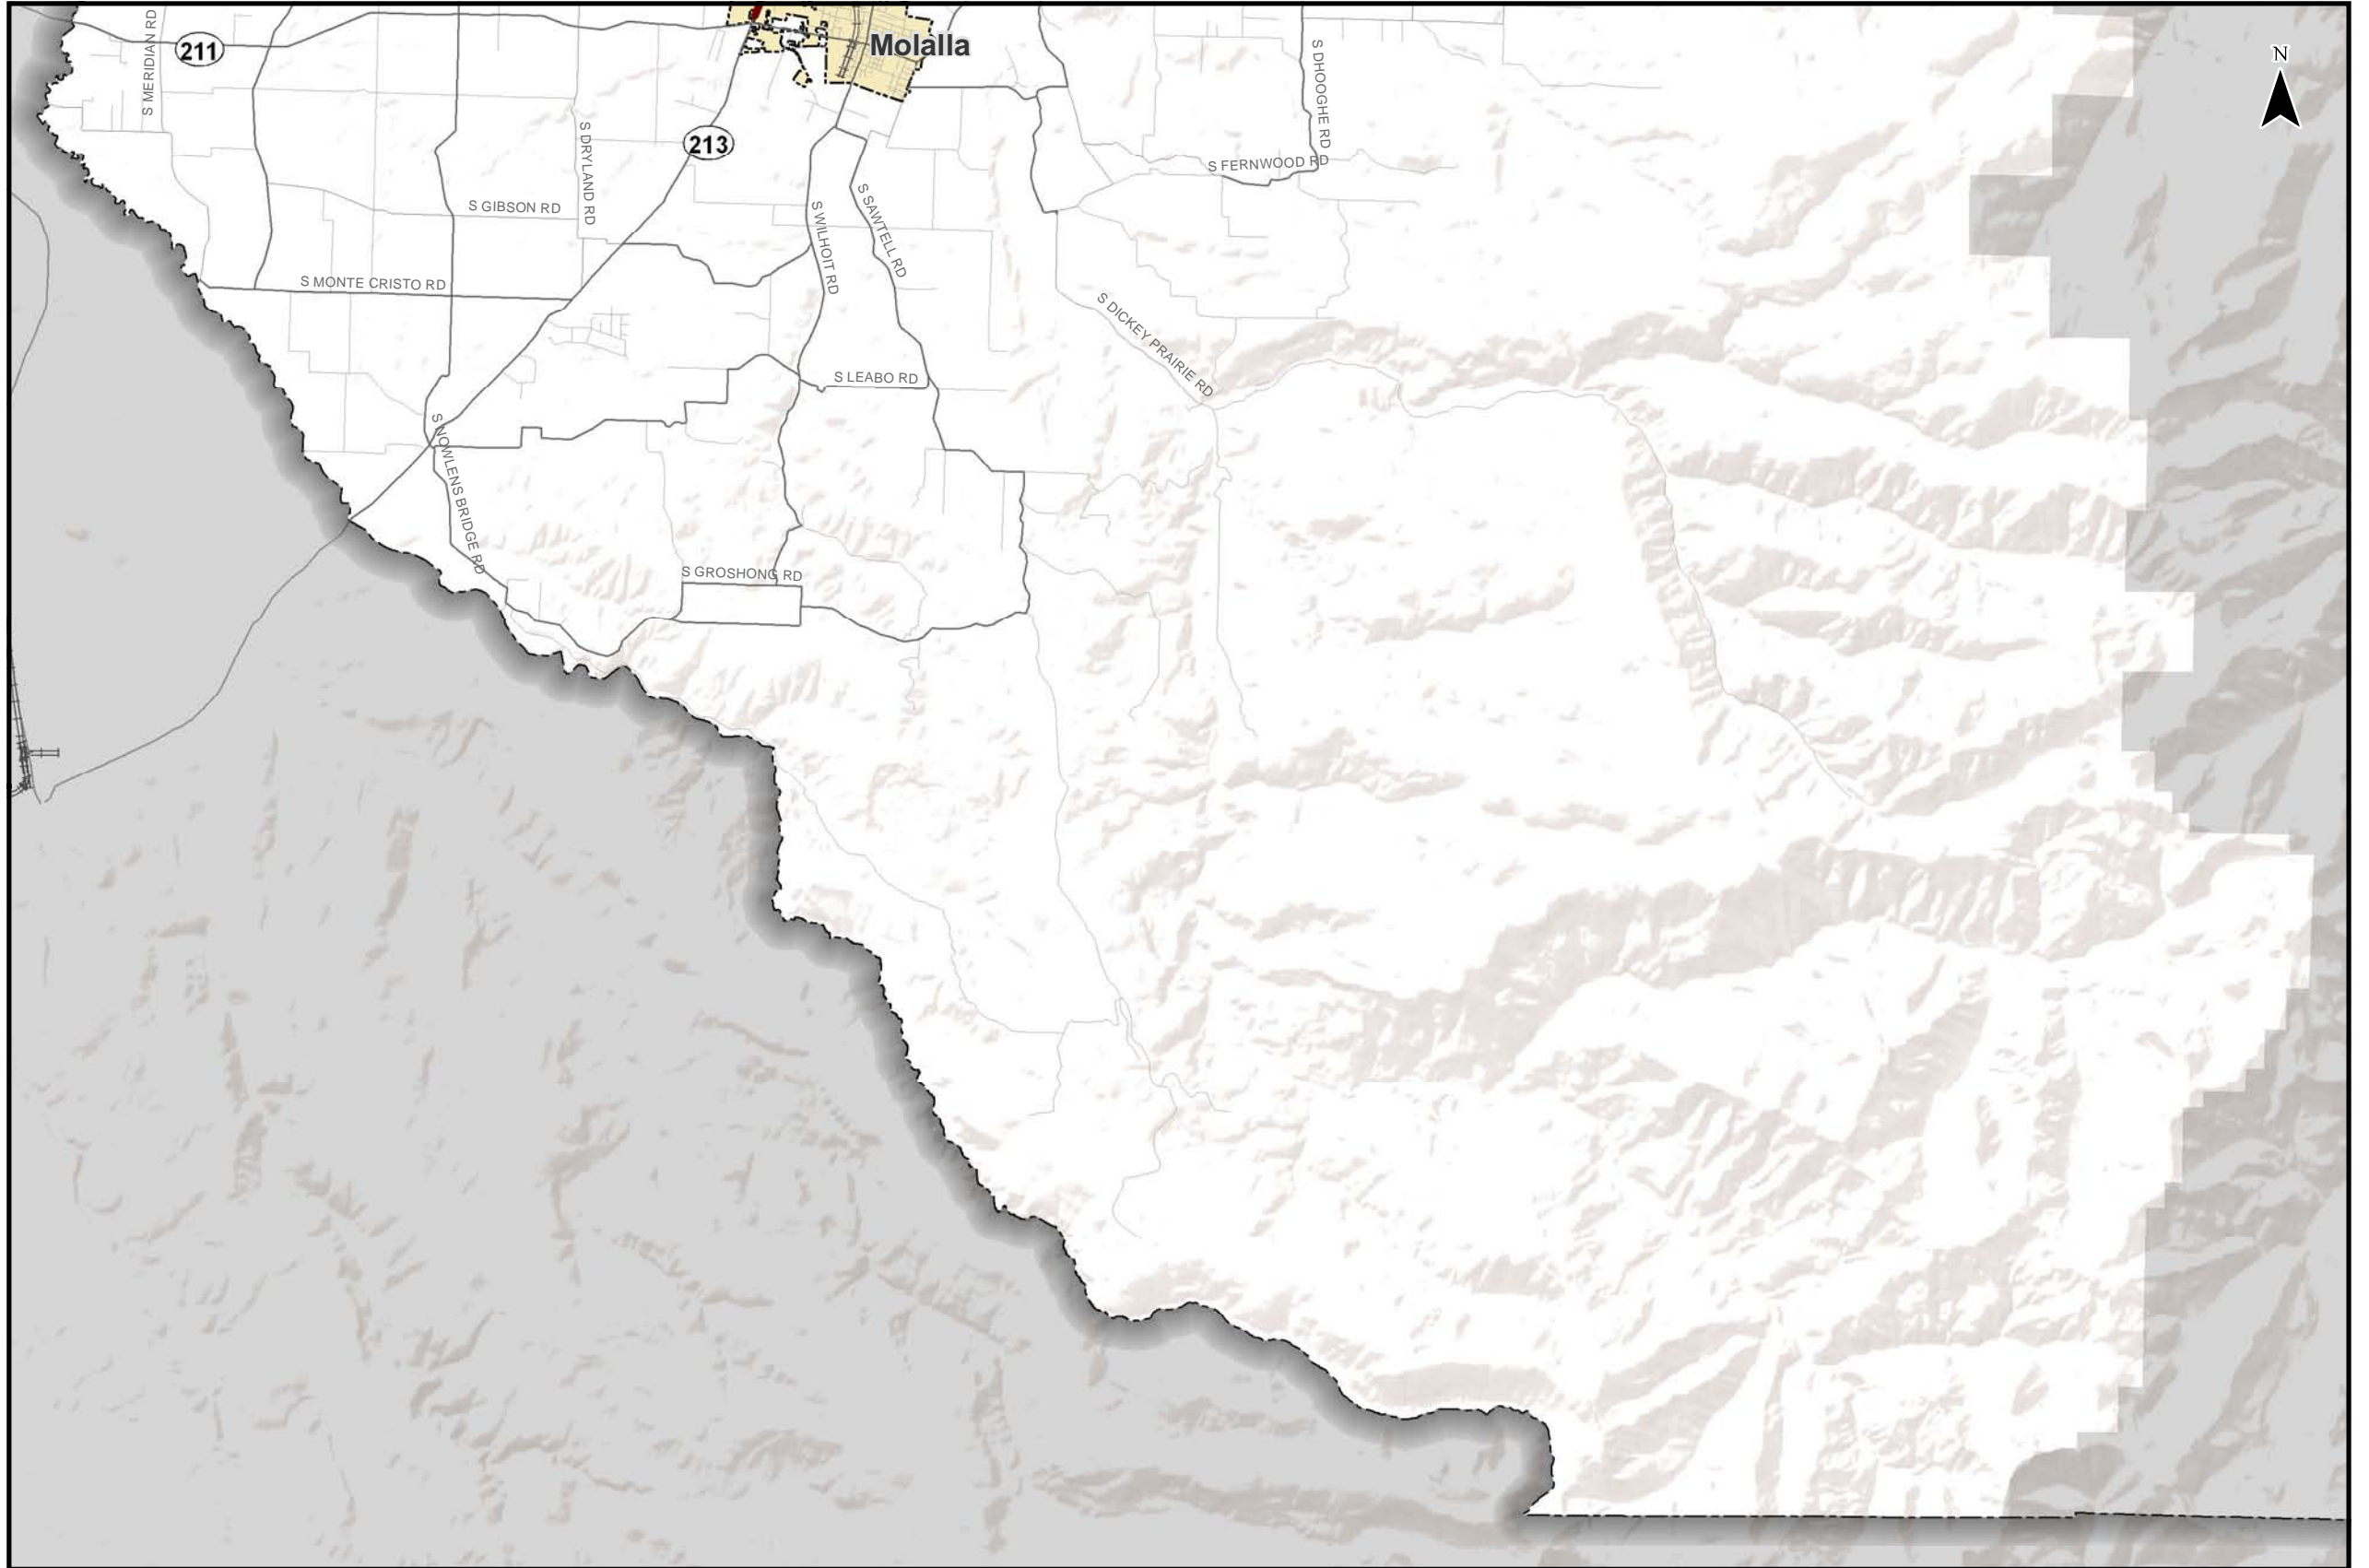 Molalla
N
211
S MERIDIAN RD
213
S DRYLAND RD
S DHOOGHE RD
S FERNWOOD RD
S GIBSON RD
S WILHOIT RD
S SAWTELL RD
S MONTE CRISTO RD
S DICKEY PRAIRIE RD
S LEABO RD
S NOWLENS BRIDGE RD
S GROSHONG RD